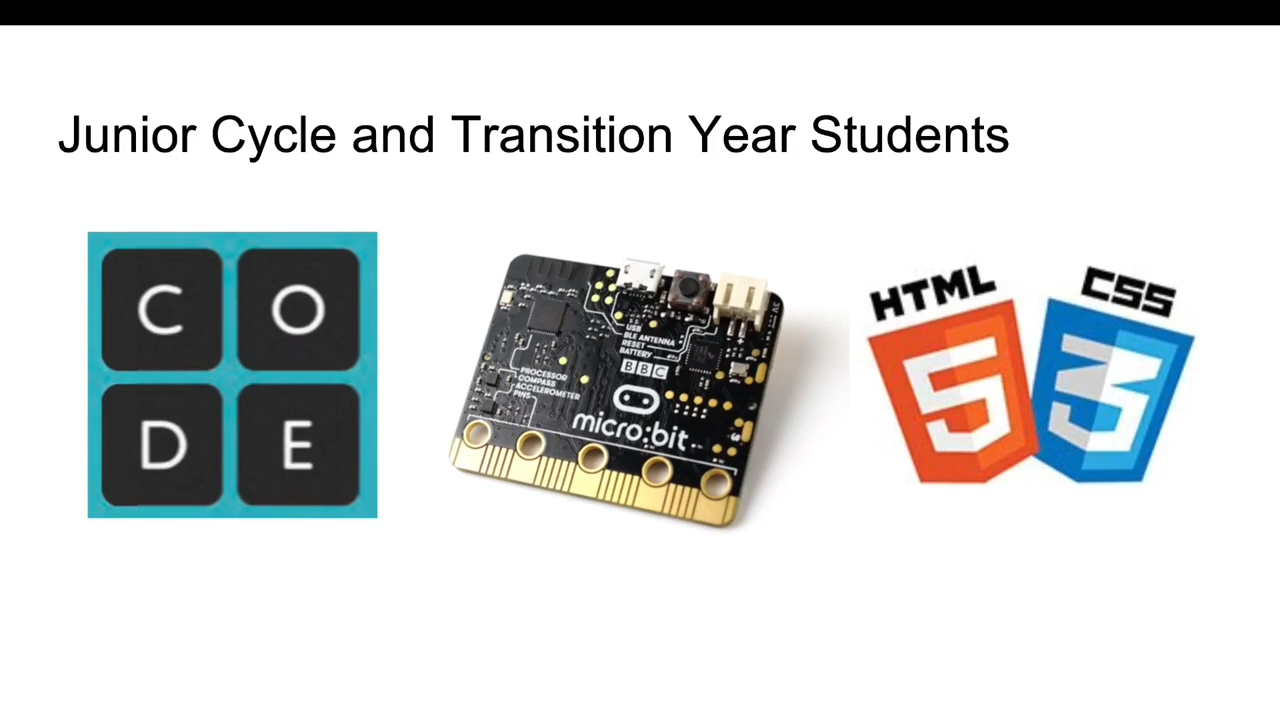 Junior Cycle and Transition Year Students
C O
D E
USB
BLE ANTENNA
RESET
BATTERY
BBC
PROCESSOR
COMPASS
ACCELEROMETER
PINS
micro:bit
3V
HTML
5
CSS
3